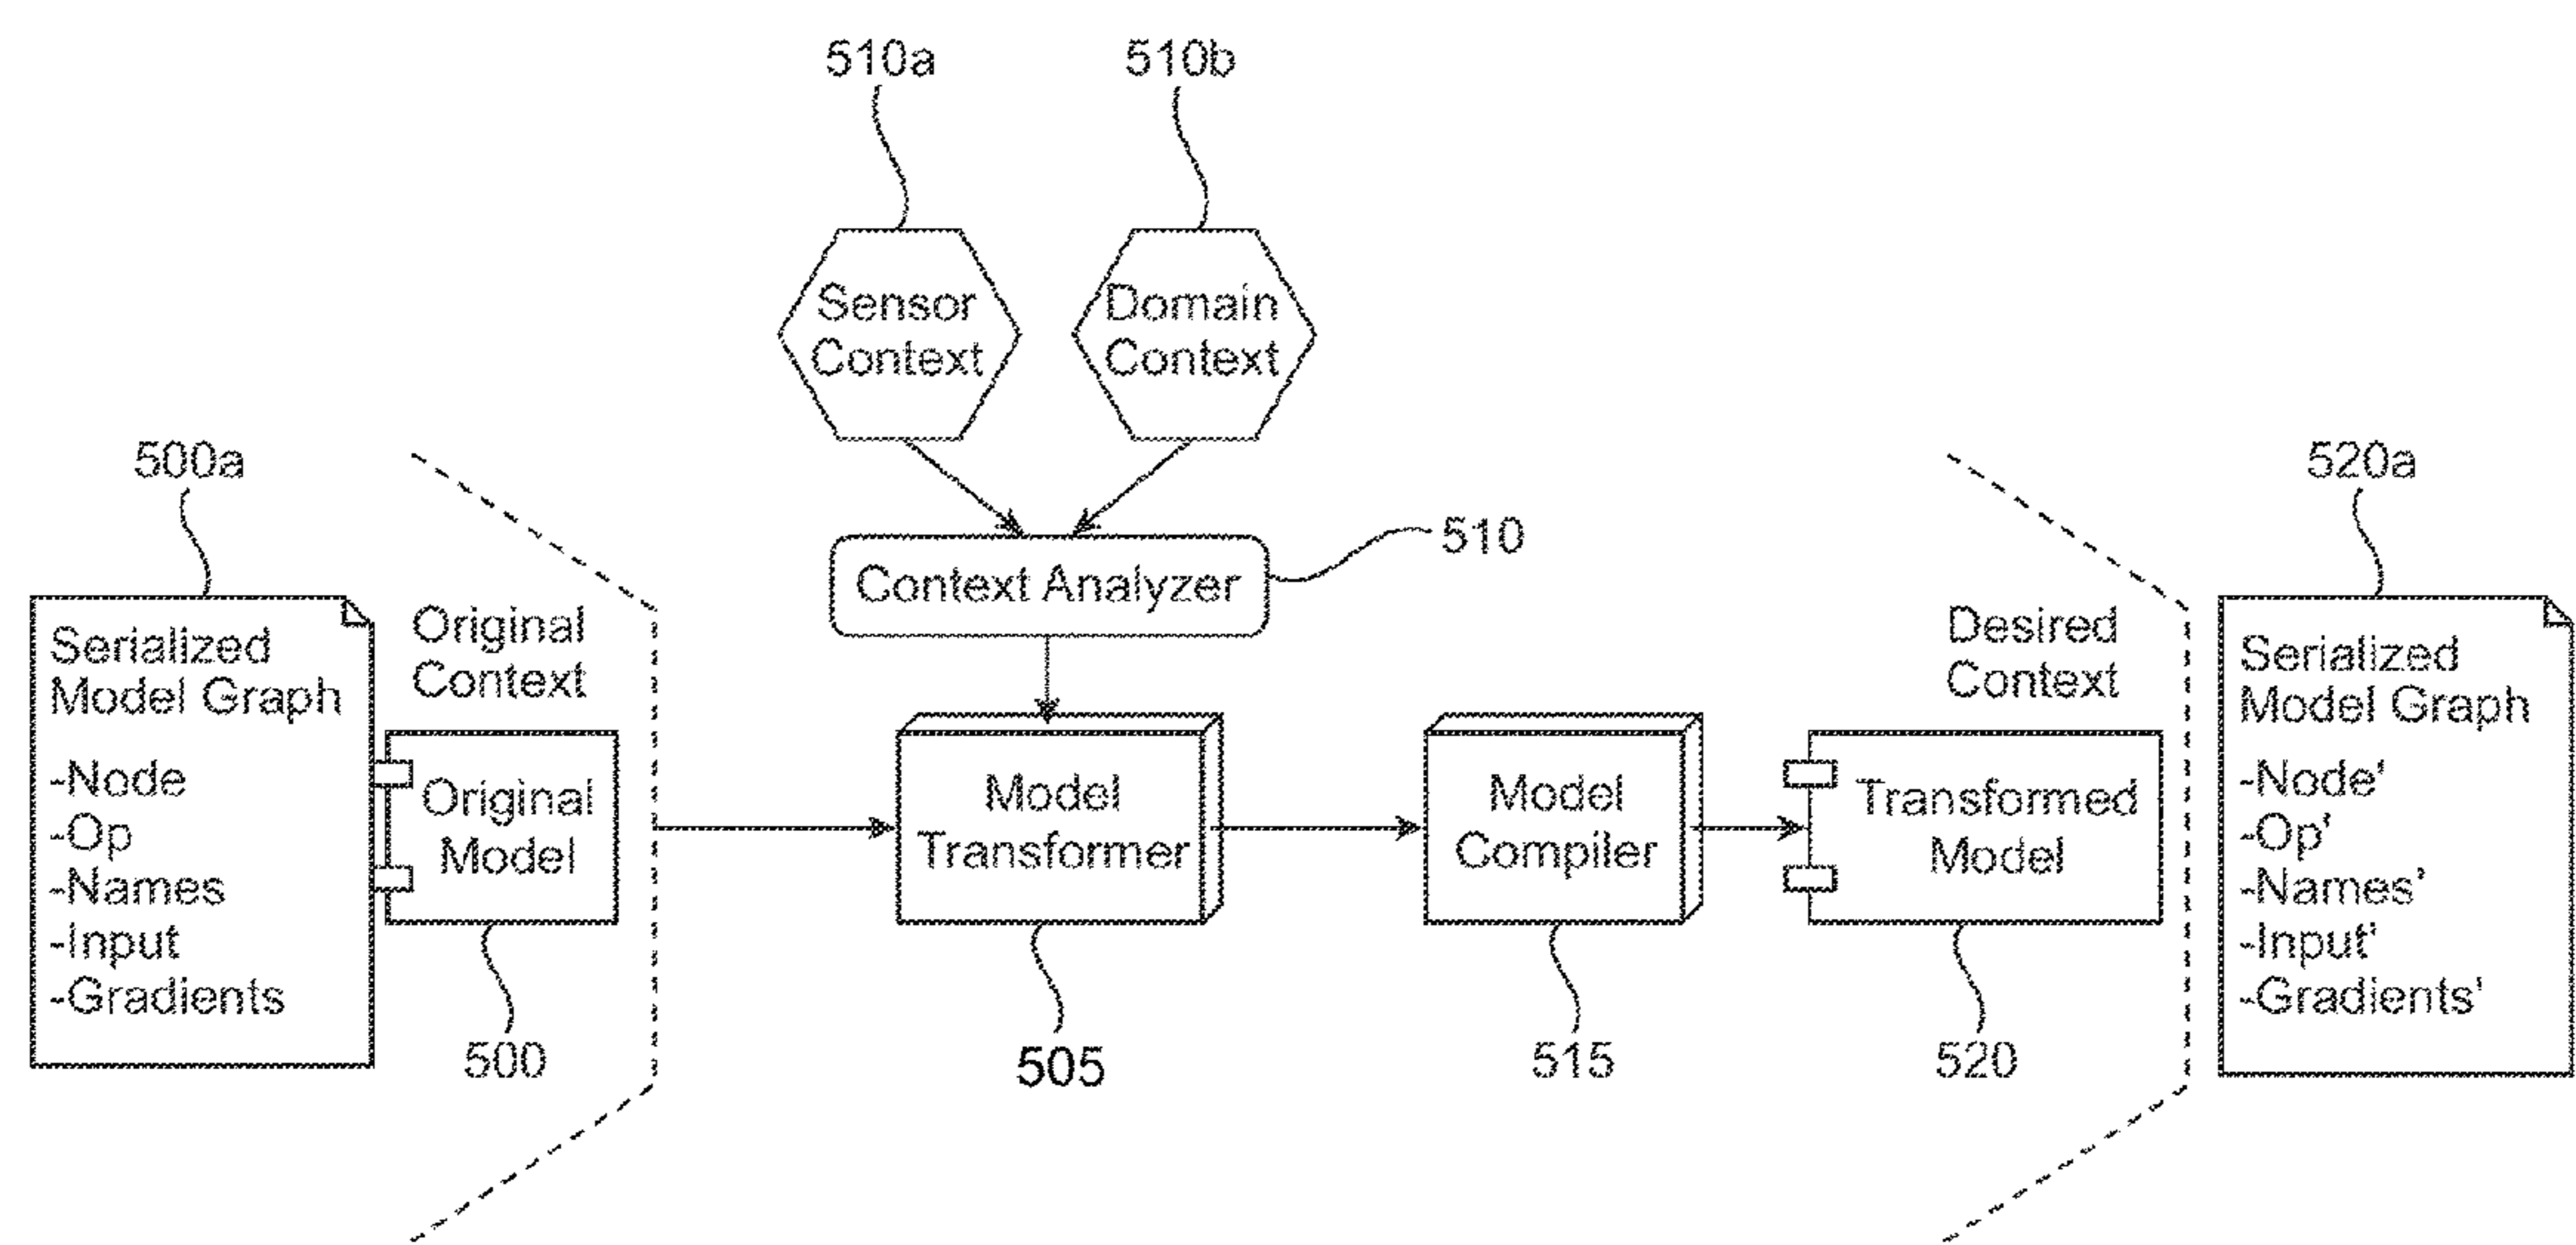 510a
510b
Sensor
Context
Domain
Context
500a
520a
510
Context Analyzer
Serialized
Model Graph
-Node
-Op
-Names
-Input
-Gradients
Original
Context
Original
Model
500
Model
Transformer
505
Model
Compiler
515
Desired
Context
Transformed
Model
520
Serialized
Model Graph
-Node'
-Op'
-Names'
-Input'
-Gradients'